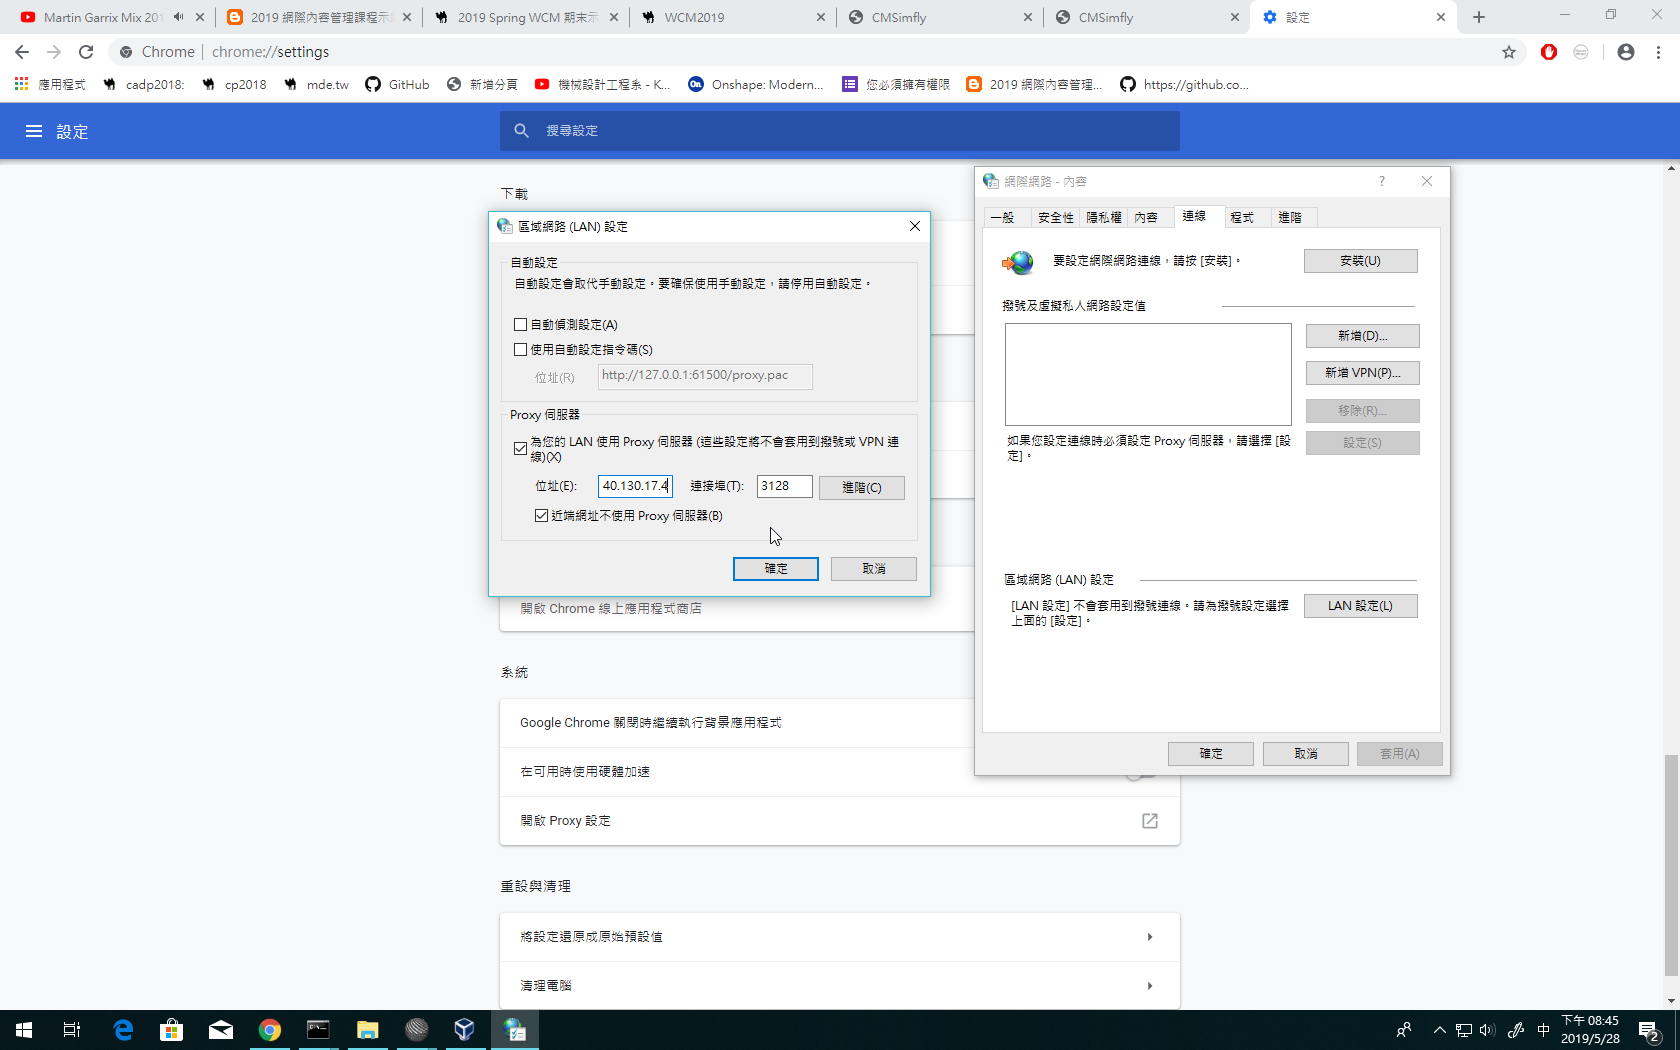 Martin Garrix Mix 201
2019 網際內容管理課程示
2019 Spring WCM 期末示
WCM2019
CMSimfly
CMSimfly
設定
Chrome | chrome://settings
應用程式
cadp2018:
cp2018
mde.tw
GitHub
新增分頁
機械設計工程系 - K...
Onshape: Modern...
您必須擁有權限
2019 網際內容管理...
https://github.co...
設定
搜尋設定
下載
區域網路 (LAN) 設定
自動設定
自動設定會取代手動設定。要確保使用手動設定，請停用自動設定。
自動偵測設定(A)
使用自動設定指令碼(S)
位址(R)
http://127.0.0.1:61500/proxy.pac
Proxy 伺服器
為您的 LAN 使用 Proxy 伺服器 (這些設定將不會套用到撥號或 VPN 連
線)(X)
位址(E):
40.130.17.4
連接埠(T):
3128
進階(C)
近端網址不使用 Proxy 伺服器(B)
確定
取消
網際網路 - 內容
?
一般
安全性
隱私權
內容
連線
程式
進階
要設定網際網路連線，請按 [安裝]。
安裝(U)
撥號及虛擬私人網路設定值
新增(D)...
新增 VPN(P)...
移除(R)...
設定(S)
如果您設定連線時必須設定 Proxy 伺服器，請選擇 [設
定]。
區域網路 (LAN) 設定
[LAN 設定] 不會套用到撥號連線。請為撥號設定選擇
上面的 [設定]。
LAN 設定(L)
確定
取消
套用(A)
開啟 Chrome 線上應用程式商店
系統
Google Chrome 關閉時繼續執行背景應用程式
在可用時使用硬體加速
開啟 Proxy 設定
重設與清理
將設定還原成原始預設值
清理電腦
中
下午 08:45
2019/5/28
2